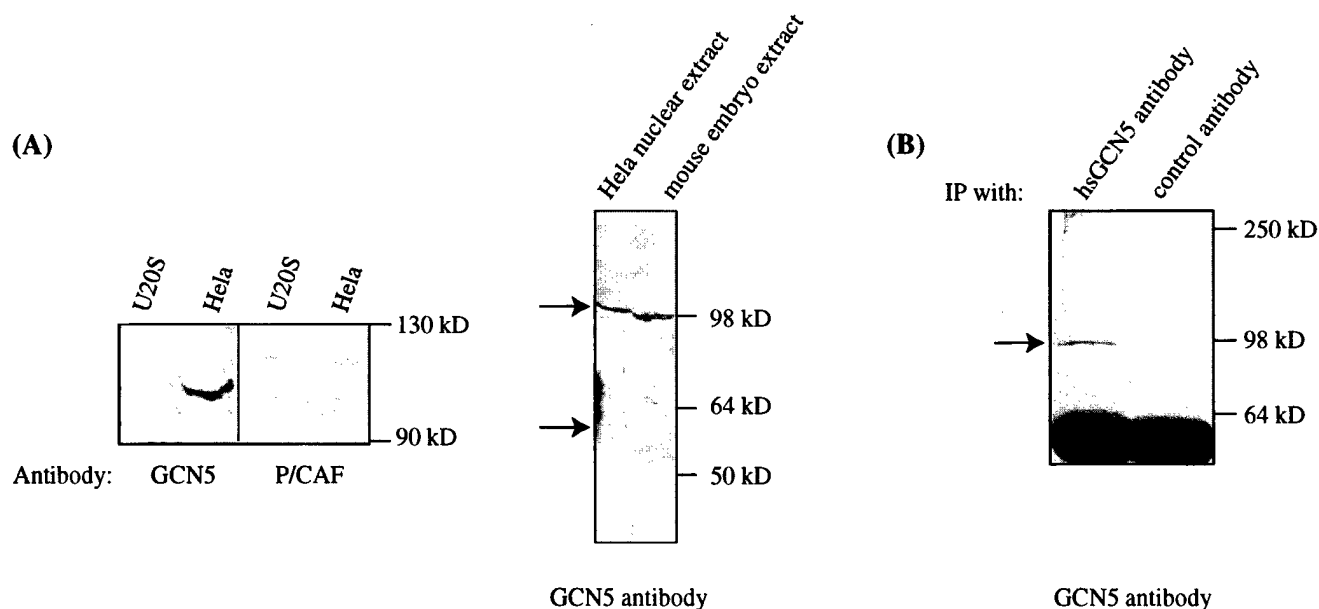 (A)
U20S
Hela
U20S
Hela
130 kD
90 kD
Antibody: GCN5 P/CAF
Hela nuclear extract
mouse embryo extract
98 kD
64 kD
50 kD
GCN5 antibody
(B)
IP with:
hsGCN5 antibody
control antibody
250 kD
98 kD
64 kD
GCN5 antibody